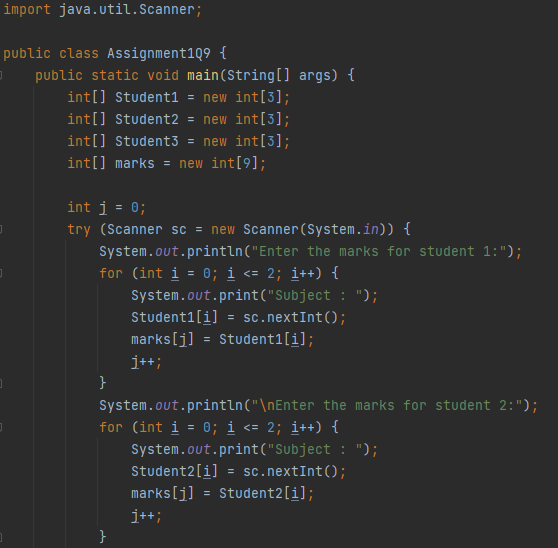 import java.util.Scanner;

public class Assignment1Q9 {
    public static void main(String[] args) {
        int[] Student1 = new int[3];
        int[] Student2 = new int[3];
        int[] Student3 = new int[3];
        int[] marks = new int[9];

        int j = 0;
        try (Scanner sc = new Scanner(System.in)) {
            System.out.println("Enter the marks for student 1:");
            for (int i = 0; i <= 2; i++) {
                System.out.print("Subject : ");
                Student1[i] = sc.nextInt();
                marks[j] = Student1[i];
                j++;
            }
            System.out.println("\nEnter the marks for student 2:");
            for (int i = 0; i <= 2; i++) {
                System.out.print("Subject : ");
                Student2[i] = sc.nextInt();
                marks[j] = Student2[i];
                j++;
            }